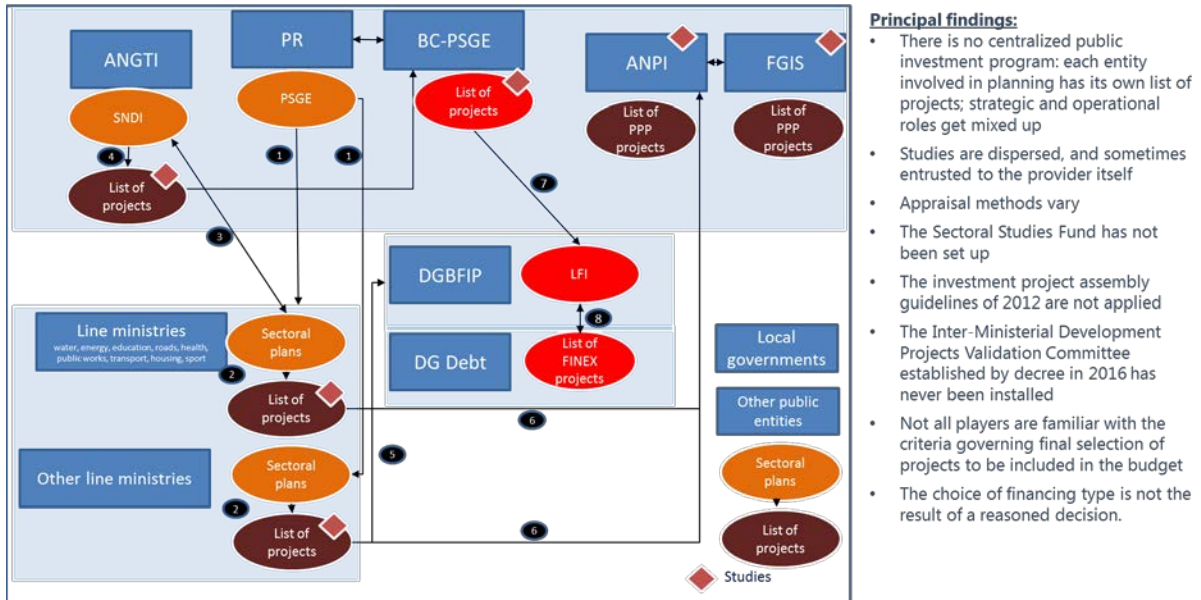 ANGTI
PR
BC-PSGE
ANPI
FGIS
SNDI
PSGE
List of
projects
List of
PPP
projects
List of
PPP
projects
4
List of
projects
1
1
7
3
DGBFIP
LFI
8
DG Debt
List of
FINEX
projects
Line ministries
water, energy, education, roads, health,
public works, transport, housing, sport
Sectoral
plans
2
List of
projects
6
5
Other line ministries
Sectoral
plans
2
List of
projects
6
Local
governments
Other public
entities
Sectoral
plans
List of
projects
Studies
Principal findings:
• There is no centralized public
investment program: each entity
involved in planning has its own list of
projects; strategic and operational
roles get mixed up
• Studies are dispersed, and sometimes
entrusted to the provider itself
• Appraisal methods vary
• The Sectoral Studies Fund has not
been set up
• The investment project assembly
guidelines of 2012 are not applied
• The Inter-Ministerial Development
Projects Validation Committee
established by decree in 2016 has
never been installed
• Not all players are familiar with the
criteria governing final selection of
projects to be included in the budget
• The choice of financing type is not the
result of a reasoned decision.